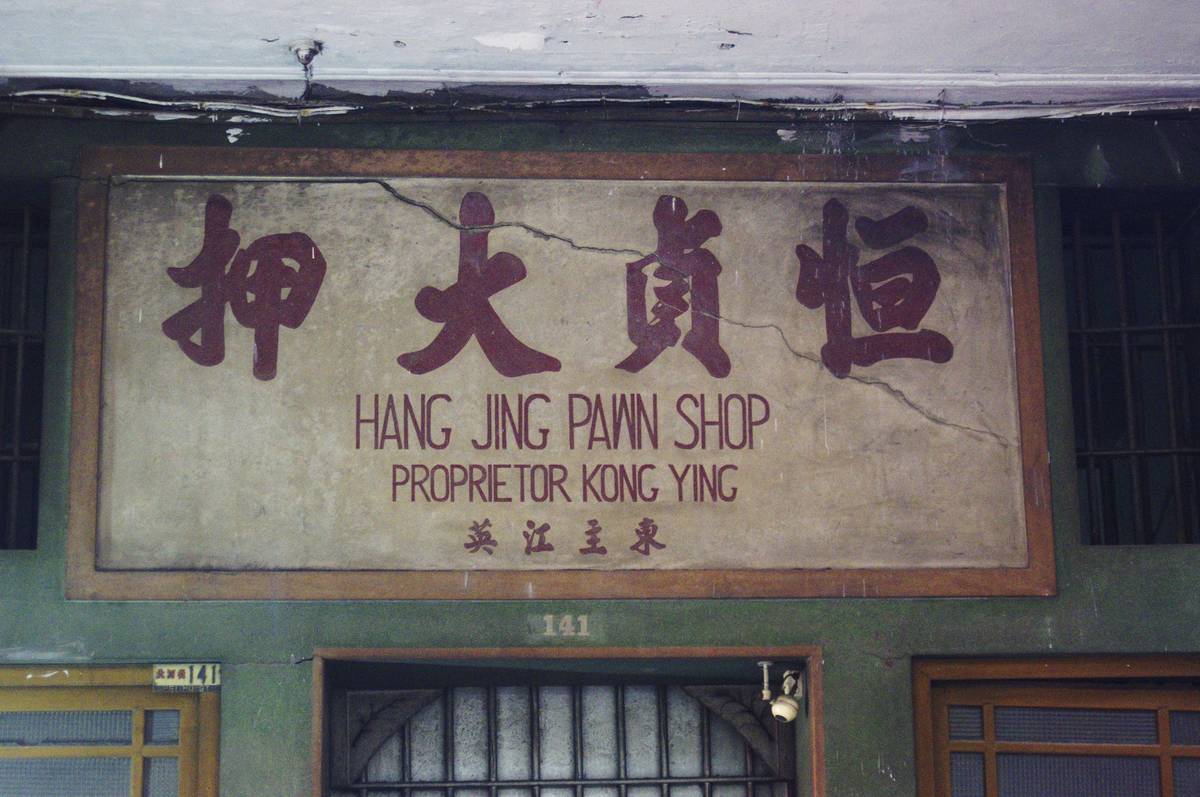 恒貞大押
HANG JING PAWN SHOP
PROPRIETOR KONG YING
東主江英
141
141